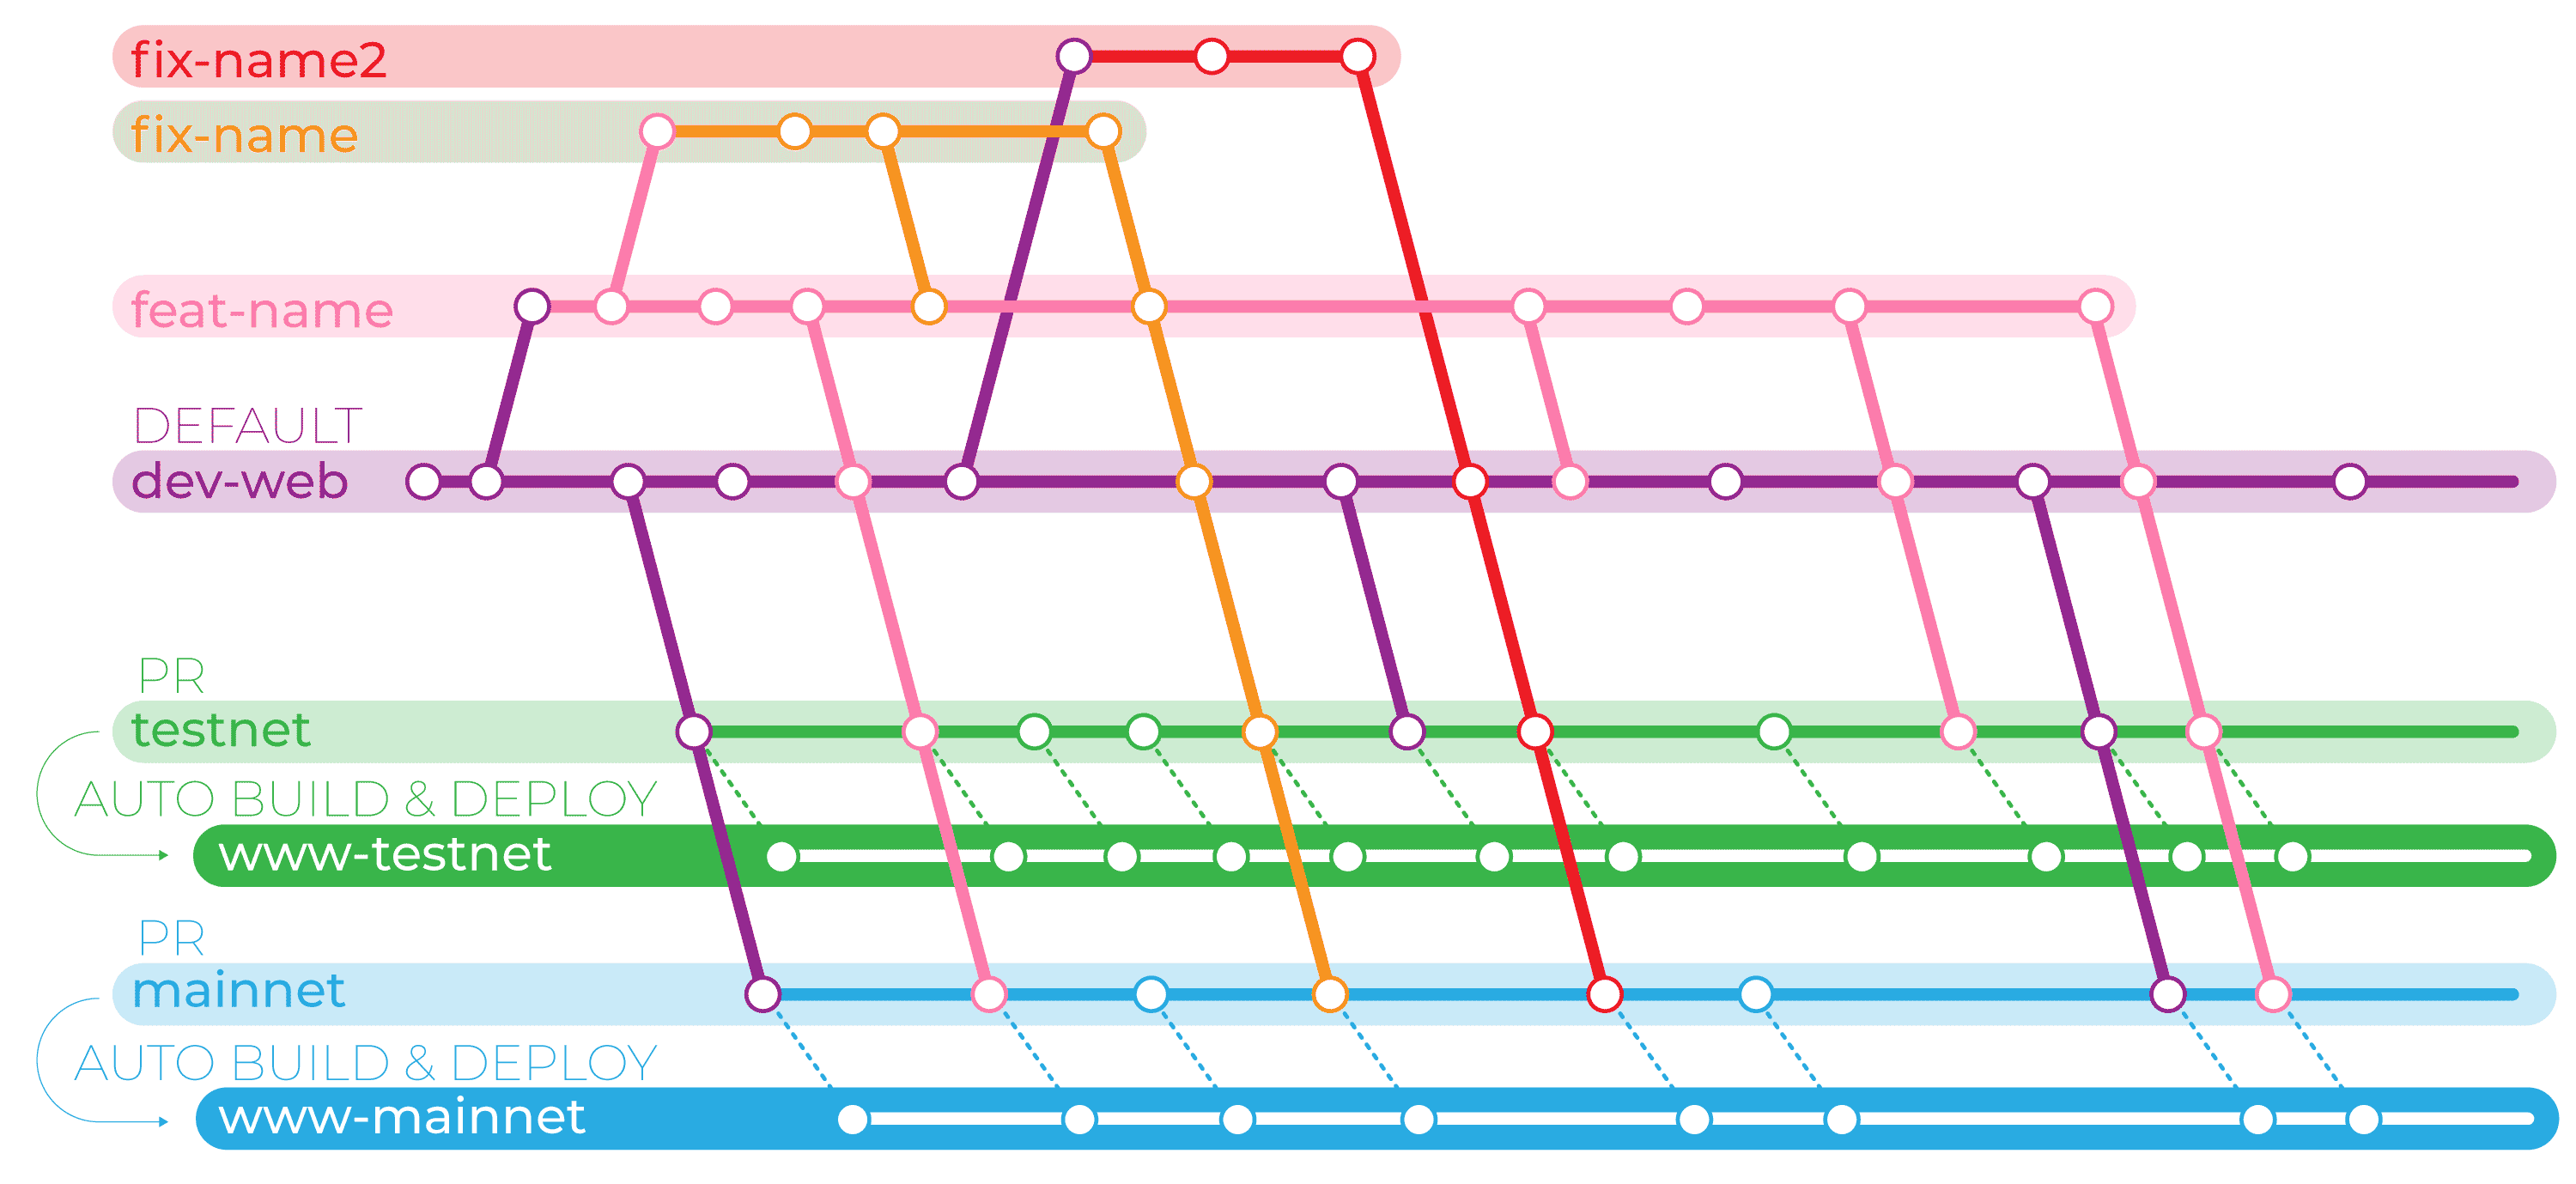 fix-name2
fix-name
feat-name
DEFAULT
dev-web
PR
testnet
AUTO BUILD & DEPLOY
www-testnet
PR
mainnet
AUTO BUILD & DEPLOY
www-mainnet